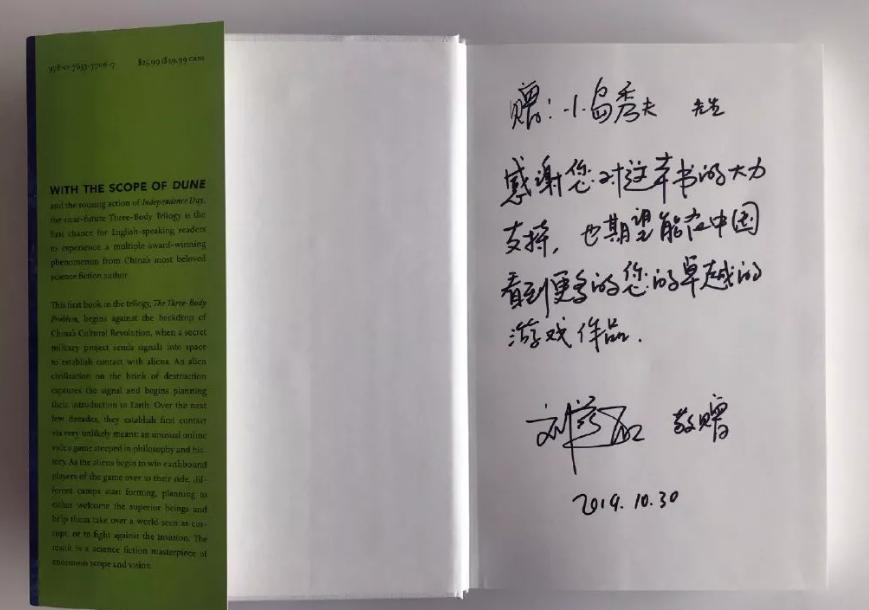 978-0-7653-7706-7 $25.99/$29.99 CAN
WITH THE SCOPE OF DUNE
and the rousing action of Independence Day,
the near-future Three-Body Trilogy is the
first chance for English-speaking readers
to experience a multiple-award-winning
phenomenon from China's most beloved
science fiction author.
This first book in the trilogy, The Three-Body
Problem, begins against the backdrop of
China's Cultural Revolution, when a secret
military project sends signals into space
to establish contact with aliens. An alien
civilization on the brink of destruction
captures the signal and begins planning
their introduction to Earth. Over the next
few decades, they establish first contact
via very unlikely means: an unusual online
video game steeped in philosophy and his-
tory. As the aliens begin to win earthbound
players of the game over to their side, dif-
ferent camps start forming, planning to
either welcome the superior beings and
help them take over a world seen as cor-
rupt, or to fight against the invasion. The
result is a science fiction masterpiece of
enormous scope and vision.
赠:小岛秀夫 先生
感谢您对这本书的大力
支持,也期望能在中国
看到更多的您的卓越的
游戏作品.
刘慈欣 敬赠
2019.10.30